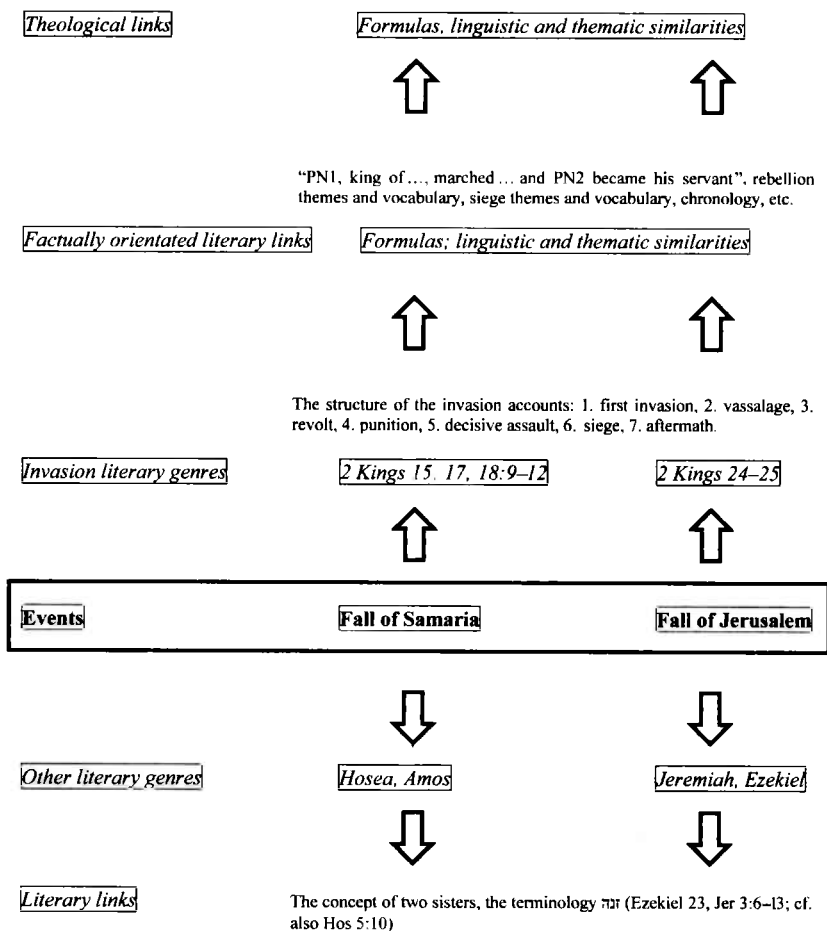 Theological links Formulas, linguistic and thematic similarities
“PN1, king of ..., marched ... and PN2 became his servant”, rebellion
themes and vocabulary, siege themes and vocabulary, chronology, etc.
Factually orientated literary links Formulas; linguistic and thematic similarities
The structure of the invasion accounts: 1. first invasion, 2. vassalage, 3.
revolt, 4. punition, 5. decisive assault, 6. siege, 7. aftermath.
Invasion literary genres 2 Kings 15, 17, 18:9–12 2 Kings 24–25
Events Fall of Samaria Fall of Jerusalem
Other literary genres Hosea, Amos Jeremiah, Ezekiel
Literary links The concept of two sisters, the terminology זנה (Ezekiel 23, Jer 3:6–13; cf.
also Hos 5:10)